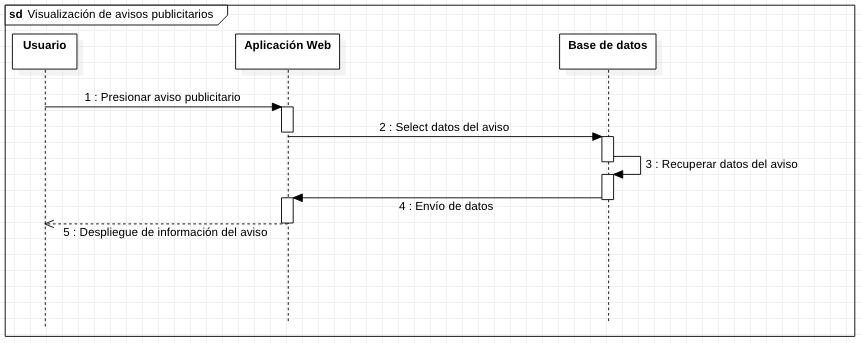 sd Visualización de avisos publicitarios
Usuario
Aplicación Web
Base de datos
1 : Presionar aviso publicitario
2 : Select datos del aviso
3 : Recuperar datos del aviso
4 : Envío de datos
5 : Despliegue de información del aviso